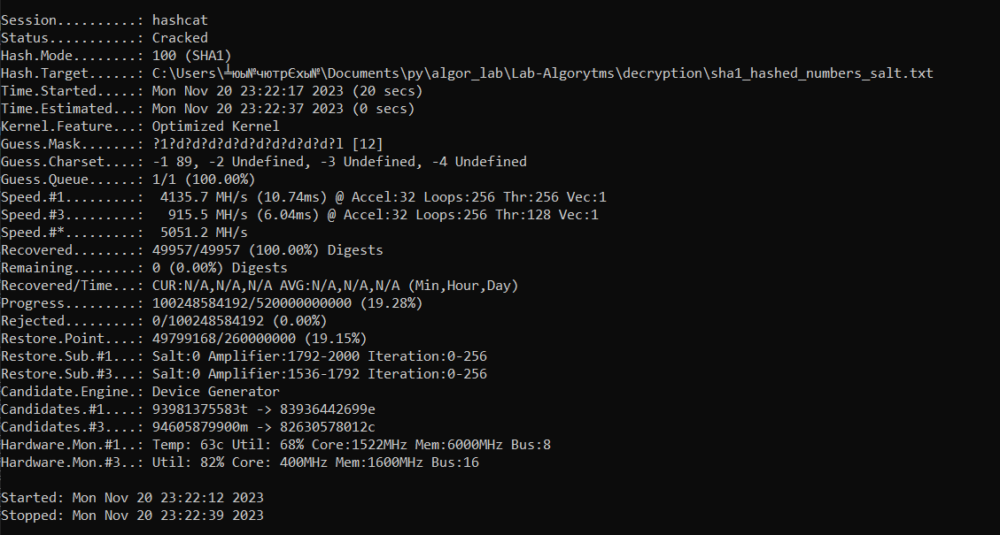 Session..........: hashcat
Status...........: Cracked
Hash.Mode........: 100 (SHA1)
Hash.Target......: C:\Users\╧юы№чютрЄхы№\Documents\py\algor_lab\Lab-Algorytms\decryption\sha1_hashed_numbers_salt.txt
Time.Started.....: Mon Nov 20 23:22:17 2023 (20 secs)
Time.Estimated...: Mon Nov 20 23:22:37 2023 (0 secs)
Kernel.Feature...: Optimized Kernel
Guess.Mask.......: ?1?d?d?d?d?d?d?d?d?d?d?l [12]
Guess.Charset....: -1 89, -2 Undefined, -3 Undefined, -4 Undefined
Guess.Queue......: 1/1 (100.00%)
Speed.#1.........:  4135.7 MH/s (10.74ms) @ Accel:32 Loops:256 Thr:256 Vec:1
Speed.#3.........:   915.5 MH/s (6.04ms) @ Accel:32 Loops:256 Thr:128 Vec:1
Speed.#*.........:  5051.2 MH/s
Recovered........: 49957/49957 (100.00%) Digests
Remaining........: 0 (0.00%) Digests
Recovered/Time...: CUR:N/A,N/A,N/A AVG:N/A,N/A,N/A (Min,Hour,Day)
Progress.........: 100248584192/520000000000 (19.28%)
Rejected.........: 0/100248584192 (0.00%)
Restore.Point....: 49799168/260000000 (19.15%)
Restore.Sub.#1...: Salt:0 Amplifier:1792-2000 Iteration:0-256
Restore.Sub.#3...: Salt:0 Amplifier:1536-1792 Iteration:0-256
Candidate.Engine.: Device Generator
Candidates.#1....: 93981375583t -> 83936442699e
Candidates.#3....: 94605879900m -> 82630578012c
Hardware.Mon.#1..: Temp: 63c Util: 68% Core:1522MHz Mem:6000MHz Bus:8
Hardware.Mon.#3..: Util: 82% Core: 400MHz Mem:1600MHz Bus:16
Started: Mon Nov 20 23:22:12 2023
Stopped: Mon Nov 20 23:22:39 2023